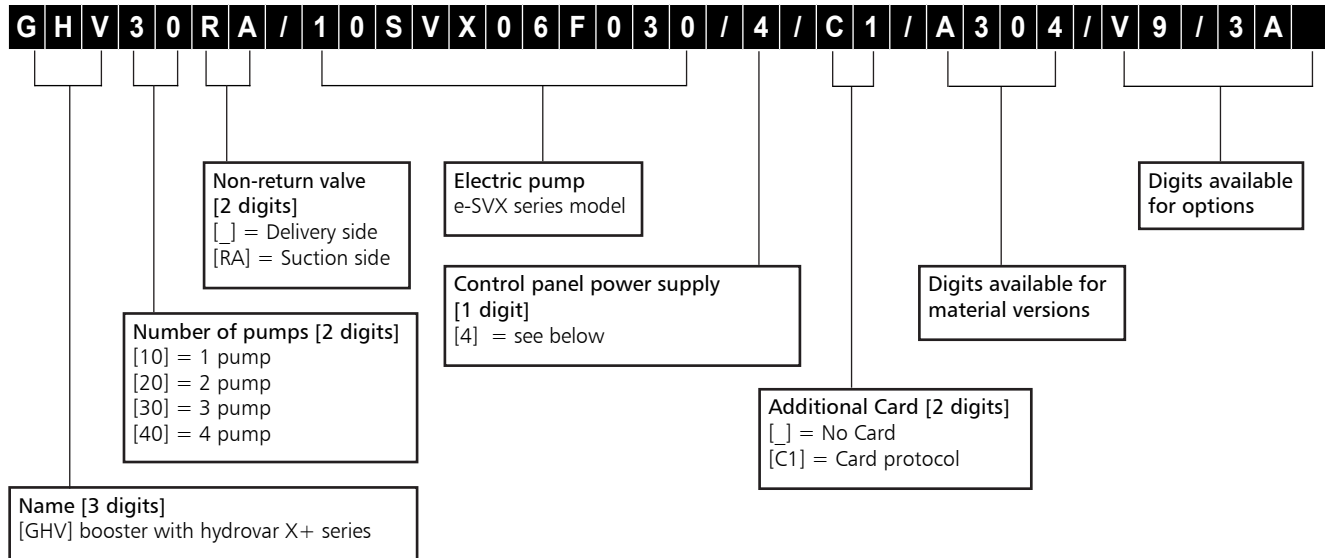 GHV30RA/10SVX06F030/4/C1/A304/V9/3A
Non-return valve
[2 digits]
[_] = Delivery side
[RA] = Suction side
Electric pump
e-SVX series model
Digits available
for options
Control panel power supply
[1 digit]
[4] = see below
Digits available for
material versions
Number of pumps [2 digits]
[10] = 1 pump
[20] = 2 pump
[30] = 3 pump
[40] = 4 pump
Additional Card [2 digits]
[_] = No Card
[C1] = Card protocol
Name [3 digits]
[GHV] booster with hydrovar X+ series